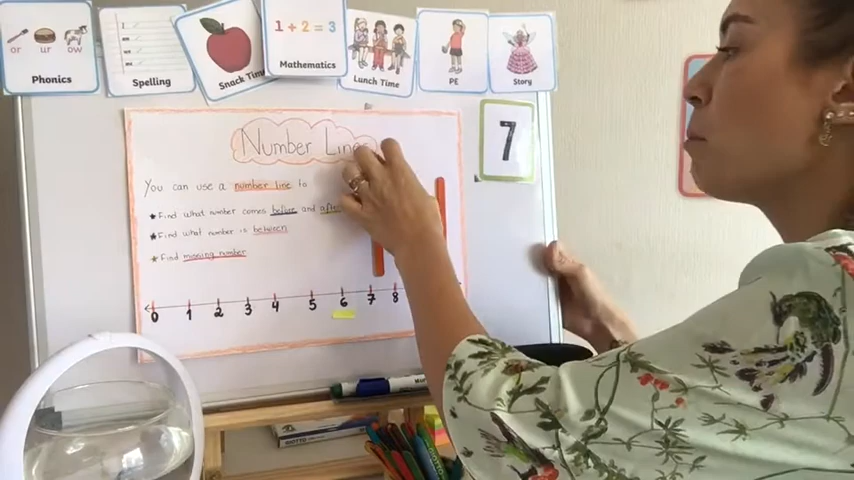 or ur ow
Phonics
Spelling
Snack Time
1 + 2 = 3
Mathematics
Lunch Time
PE
Story
7
Number Line
You can use a number line to
Find what number comes before and after
Find what number is between
Find missing number
0 1 2 3 4 5 6 7 8
GIOTTO